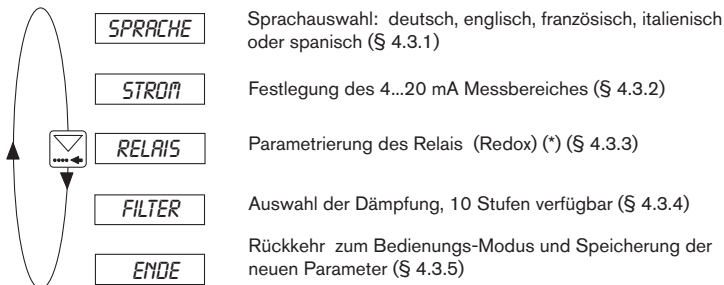 SPRACHE
Sprachauswahl: deutsch, englisch, französisch, italienisch
oder spanisch (§ 4.3.1)
STROM
Festlegung des 4...20 mA Messbereiches (§ 4.3.2)
RELAIS
Parametrierung des Relais (Redox) (*) (§ 4.3.3)
FILTER
Auswahl der Dämpfung, 10 Stufen verfügbar (§ 4.3.4)
ENDE
Rückkehr zum Bedienungs-Modus und Speicherung der
neuen Parameter (§ 4.3.5)